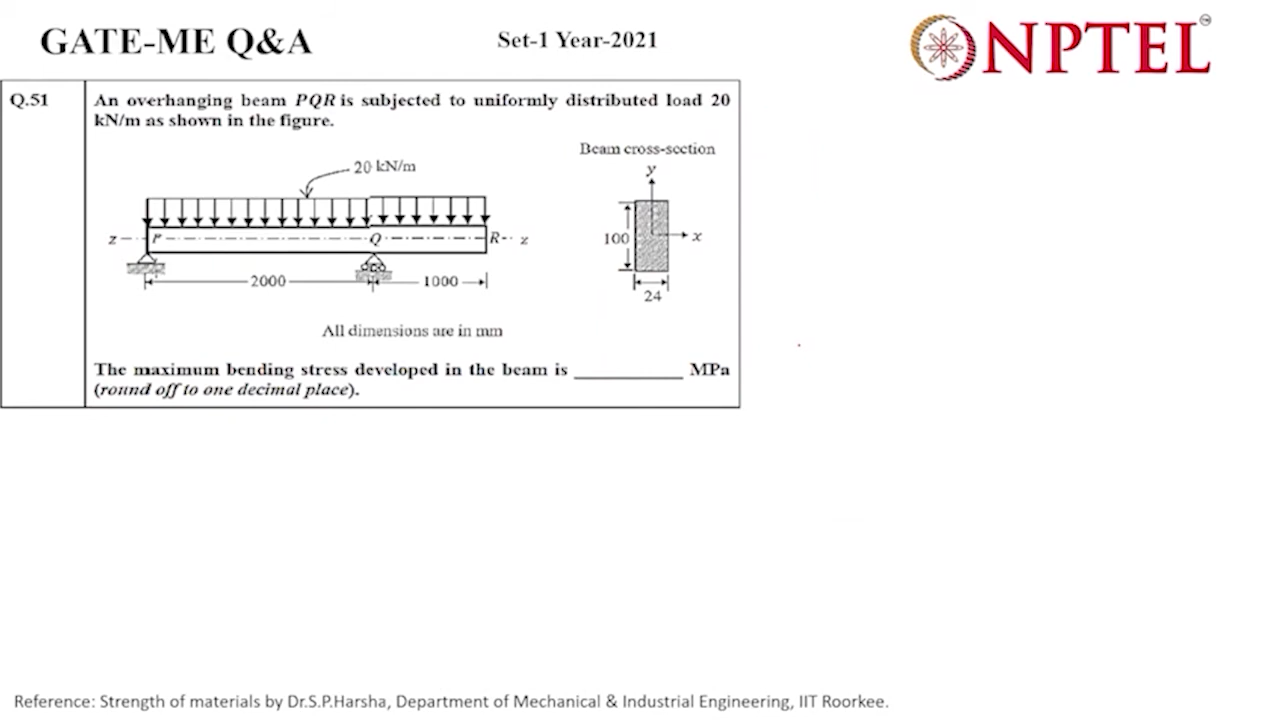 GATE-ME Q&A
Set-1 Year-2021
NPTEL
TM
Q.51
An overhanging beam PQR is subjected to uniformly distributed load 20
kN/m as shown in the figure.
Beam cross-section
20 kN/m
y
z
P
Q
R
z
100
x
2000
1000
24
All dimensions are in mm
The maximum bending stress developed in the beam is __________ MPa
(round off to one decimal place).
Reference: Strength of materials by Dr.S.P.Harsha, Department of Mechanical & Industrial Engineering, IIT Roorkee.